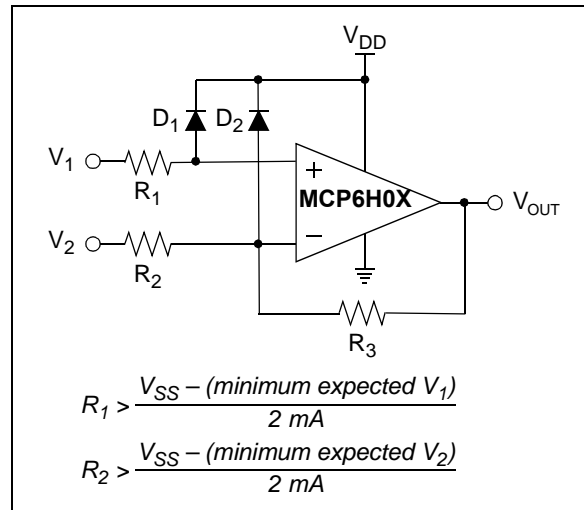 V_DD
D_1 D_2
V_1
R_1
+
MCP6H0X
V_OUT
V_2
−
R_2
R_3
R_1 > V_SS – (minimum expected V_1)
2 mA
R_2 > V_SS – (minimum expected V_2)
2 mA